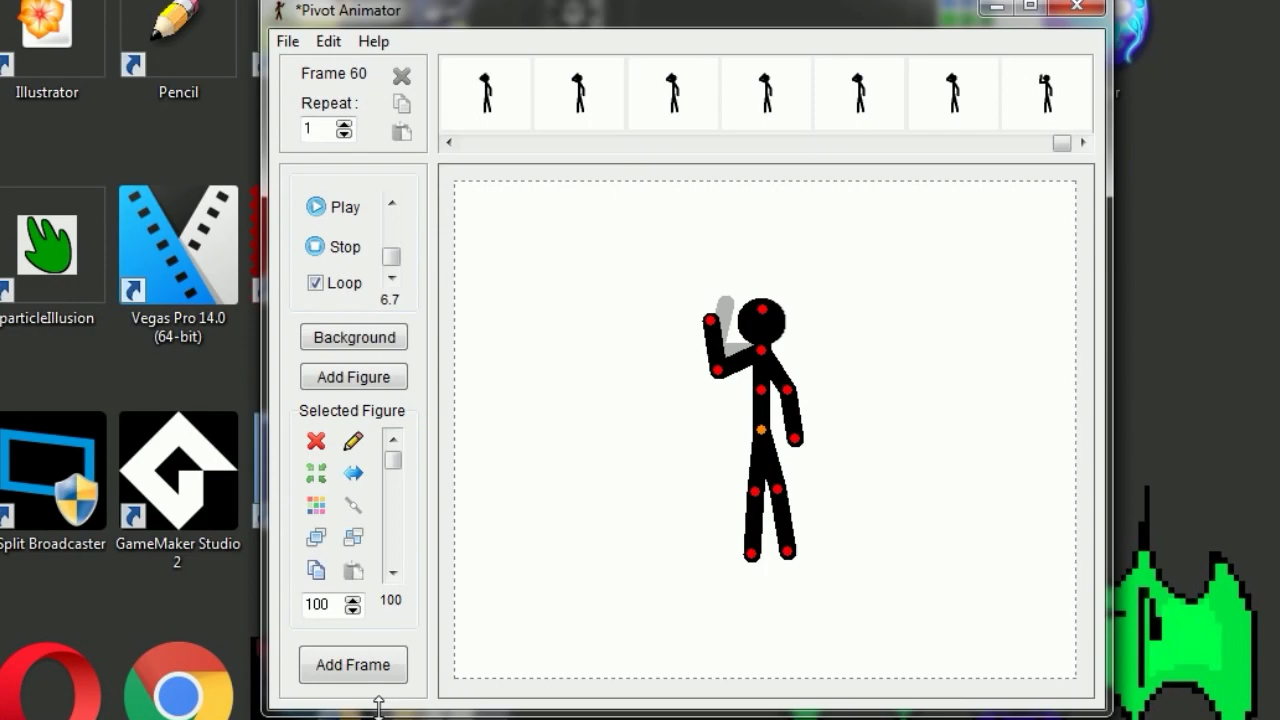 *Pivot Animator
File Edit Help
Frame 60
Repeat :
1
Play
Stop
Loop
6.7
Background
Add Figure
Selected Figure
100
100
Add Frame
Illustrator
Pencil
particleIllusion
Vegas Pro 14.0
(64-bit)
Split Broadcaster
GameMaker Studio
2